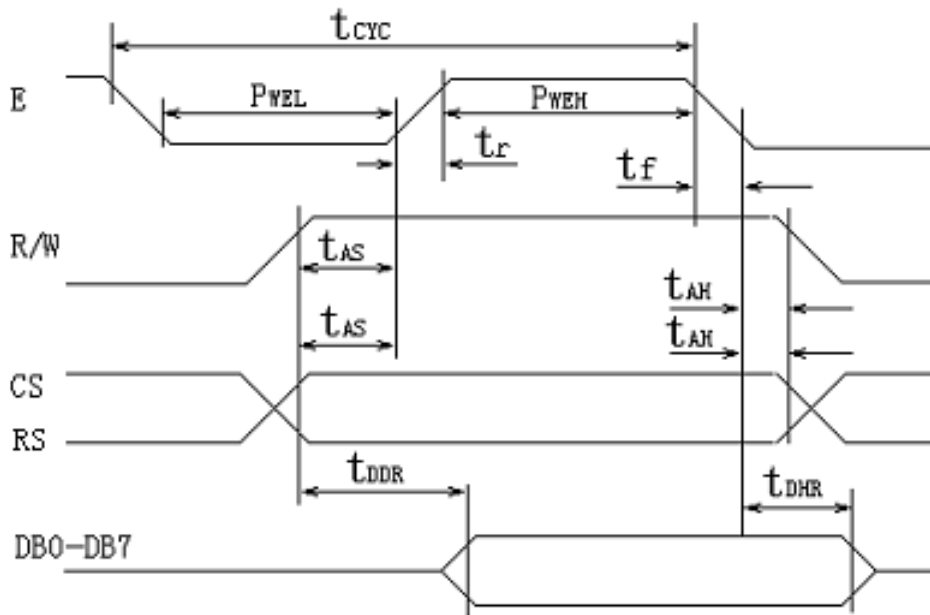 tCYC
E
PWEL
PWEH
tr
tf
R/W
tAS
tAH
tAS
tAH
CS
RS
tDDR
tDHR
DB0-DB7